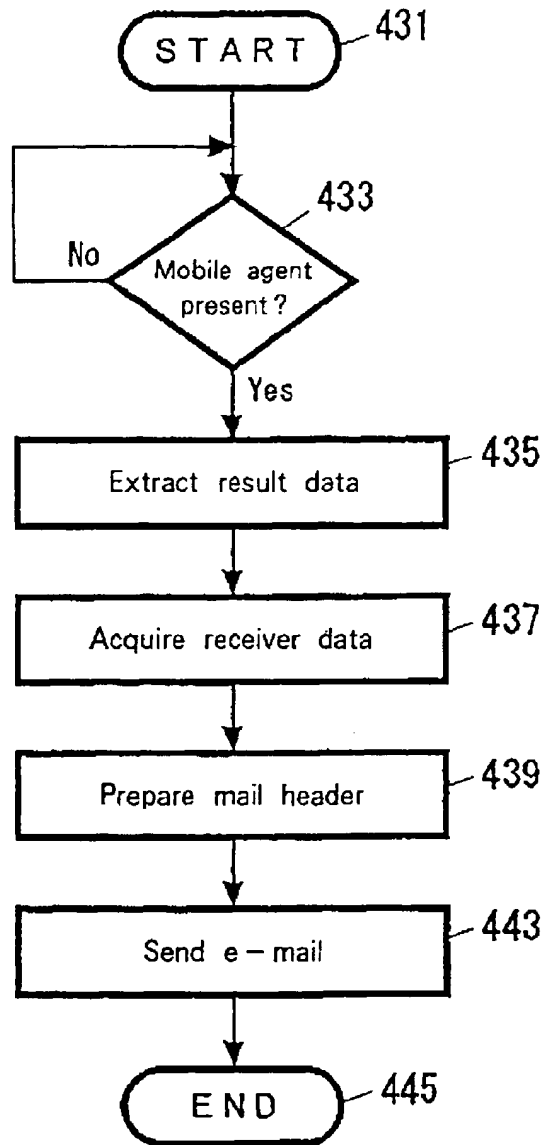 START
431
433
No
Mobile agent
present?
Yes
Extract result data
435
Acquire receiver data
437
Prepare mail header
439
Send e-mail
443
END
445